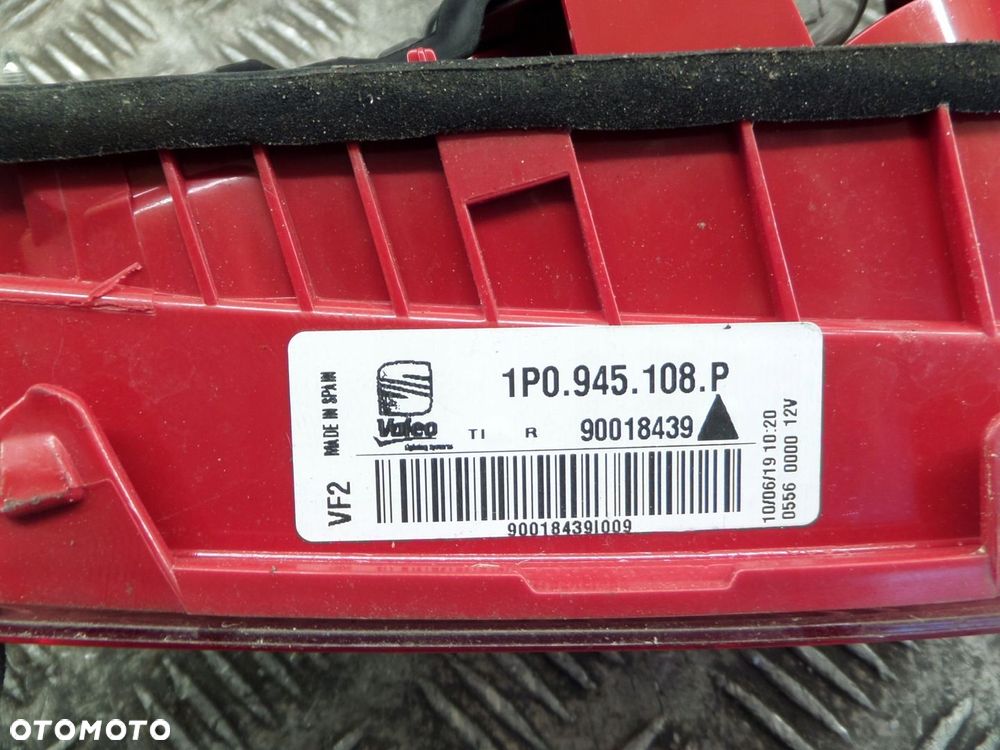 MADE IN SPAIN
VF2
1P0.945.108.P
Valeo
TI R 90018439
90018439I009
10/06/19 10:20
0556 0000 12V
OTOMOTO